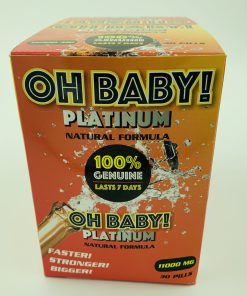 OH BABY!
PLATINUM
NATURAL FORMULA
100%
GENUINE
LASTS 7 DAYS
OH BABY!
PLATINUM
NATURAL FORMULA
FASTER!
STRONGER!
BIGGER!
11000 MG
30 PILLS